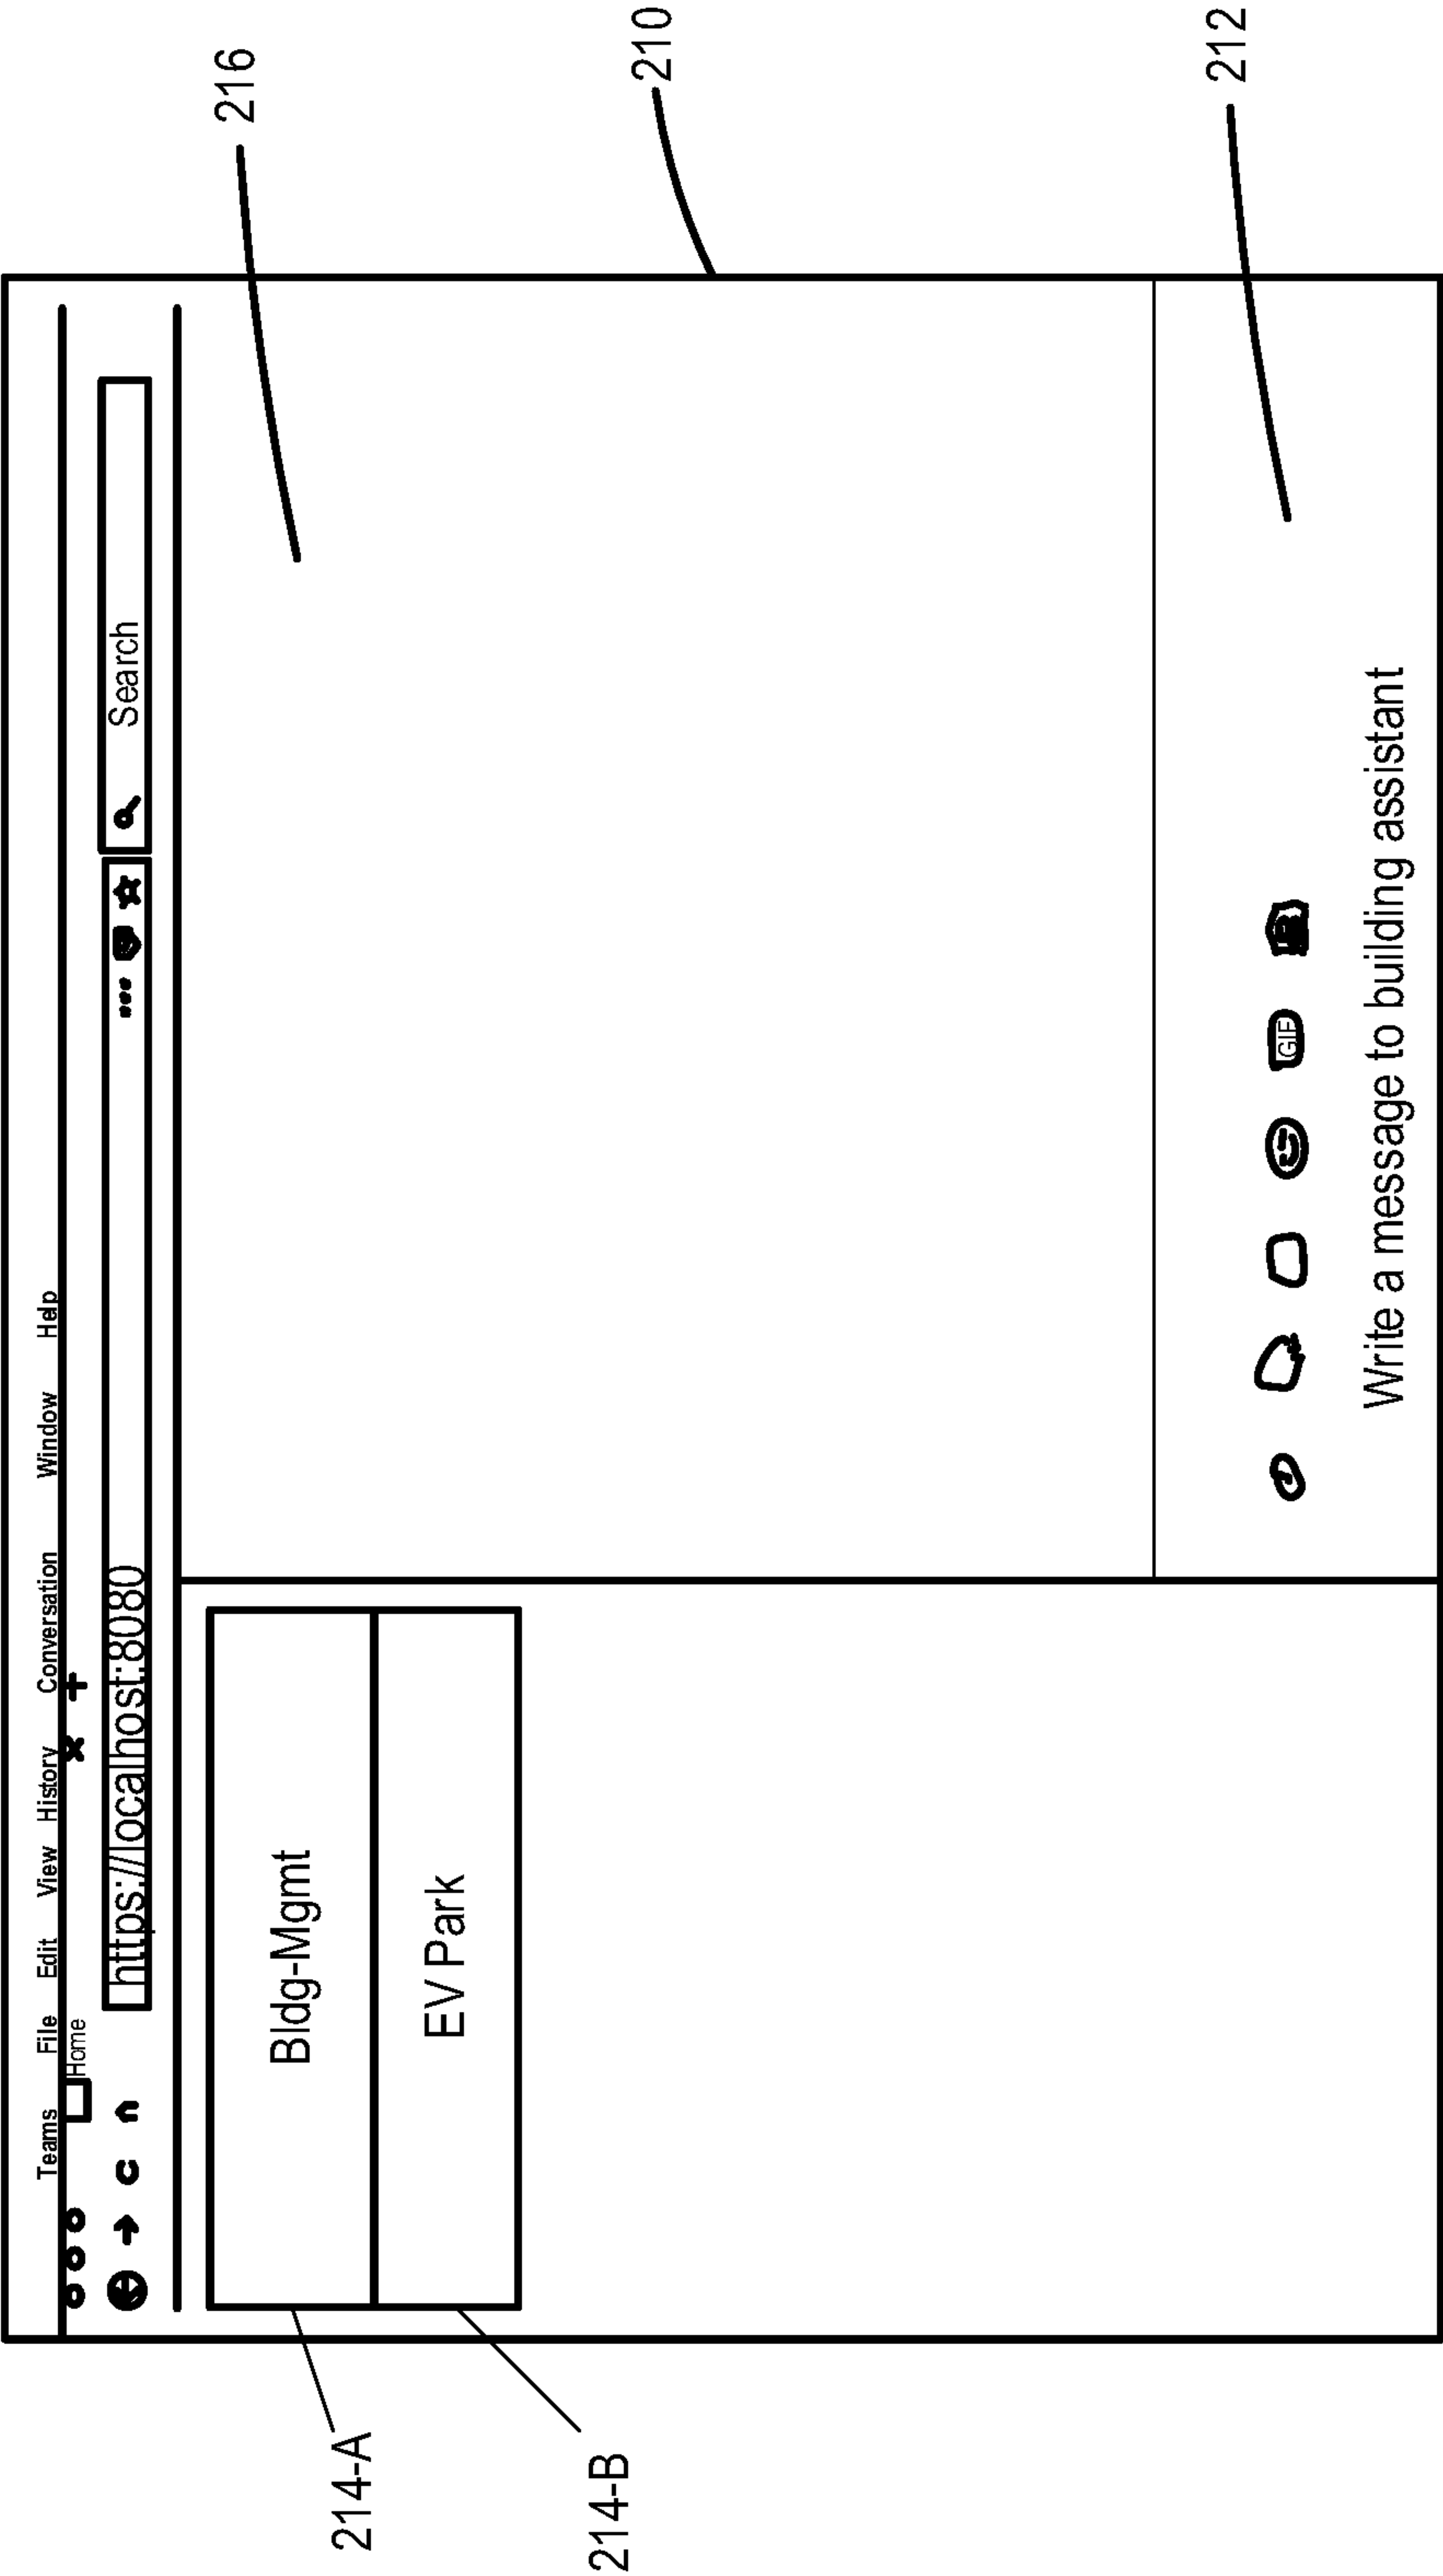 Teams File Edit View History Conversation Window Help
Home x +
https://localhost:8080 ... Search
216
214-A
Bldg-Mgmt
214-B
EV Park
210
GIF
212
Write a message to building assistant